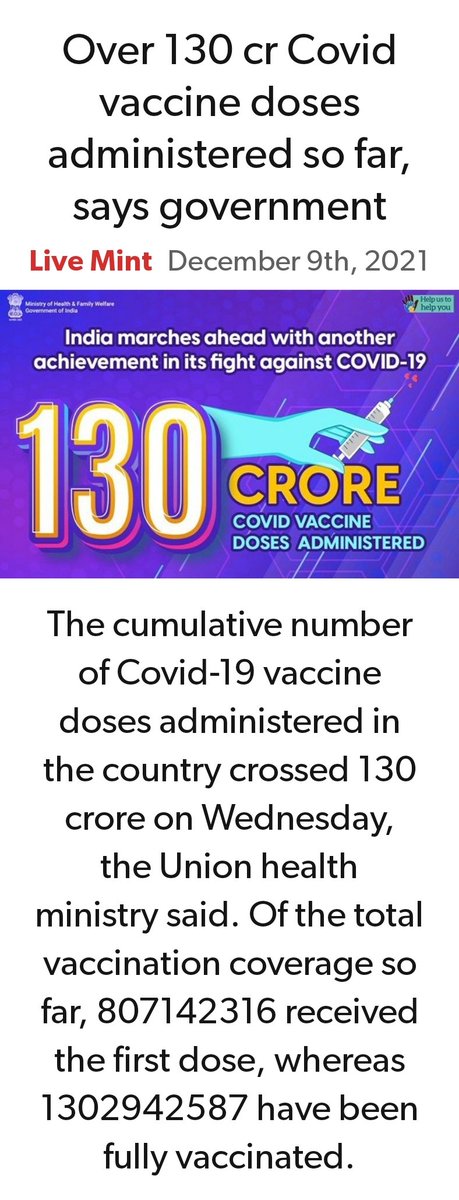 Over 130 cr Covid
vaccine doses
administered so far,
says government
Live Mint December 9th, 2021
Ministry of Health & Family Welfare
Government of India
Help us to
help you
India marches ahead with another
achievement in its fight against COVID-19
130
CRORE
COVID VACCINE
DOSES ADMINISTERED
The cumulative number
of Covid-19 vaccine
doses administered in
the country crossed 130
crore on Wednesday,
the Union health
ministry said. Of the total
vaccination coverage so
far, 807142316 received
the first dose, whereas
1302942587 have been
fully vaccinated.